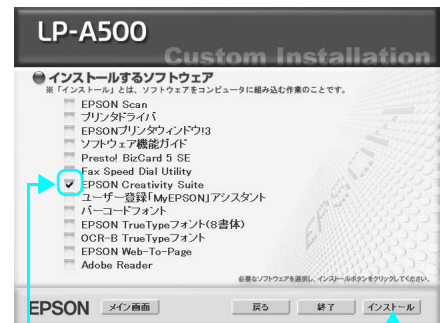 LP-A500
Custom Installation
インストールするソフトウェア
※「インストール」とは、ソフトウェアをコンピュータに組み込む作業のことです。
EPSON Scan
プリンタドライバ
EPSONプリンタウィンドウ!3
ソフトウェア機能ガイド
Presto! BizCard 5 SE
Fax Speed Dial Utility
EPSON Creativity Suite
ユーザー登録「MyEPSON」アシスタント
バーコードフォント
EPSON TrueTypeフォント(8書体)
OCR-B TrueTypeフォント
EPSON Web-To-Page
Adobe Reader
必要なソフトウェアを選択し、インストールボタンをクリックしてください。
EPSON メイン画面 戻る 終了 インストール
EPSON